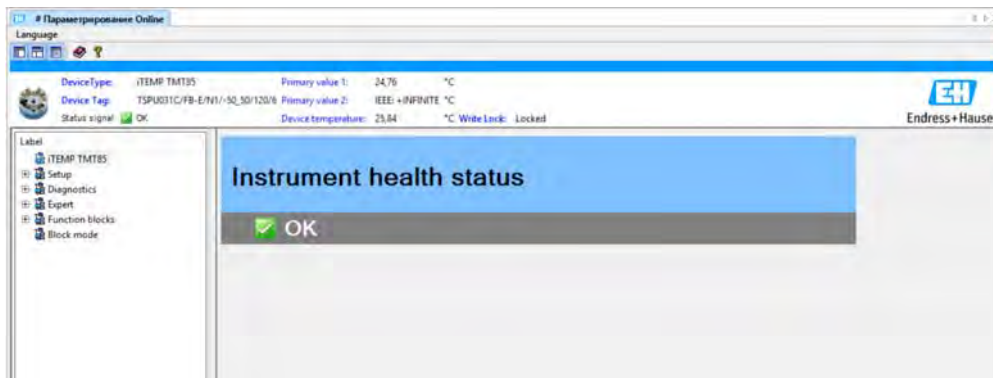 # Параметрирование Online
Language
DeviceType: iTEMP TMT85 Primary value 1: 24,76 °C
Device Tag: TSPU031C/FB-E/N1/-50_50/120/6 Primary value 2: IEEE: +INFINITE °C
Status signal OK Device temperature: 25,84 °C Write Lock: Locked
EH
Endress+Hause
Label
iTEMP TMT85
Setup
Diagnostics
Expert
Function blocks
Block mode
Instrument health status
OK